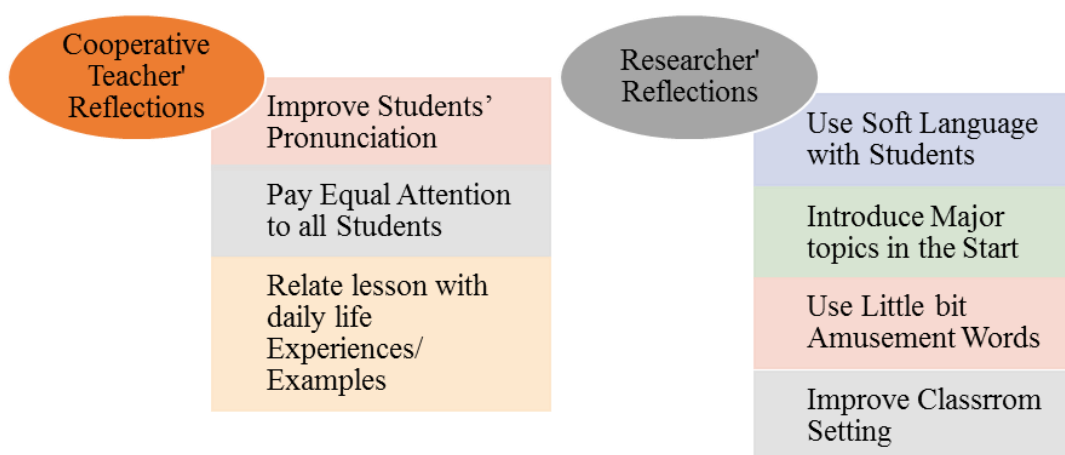 Cooperative
Teacher'
Reflections
Improve Students’
Pronunciation
Pay Equal Attention
to all Students
Relate lesson with
daily life
Experiences/
Examples
Researcher'
Reflections
Use Soft Language
with Students
Introduce Major
topics in the Start
Use Little bit
Amusement Words
Improve Classrrom
Setting